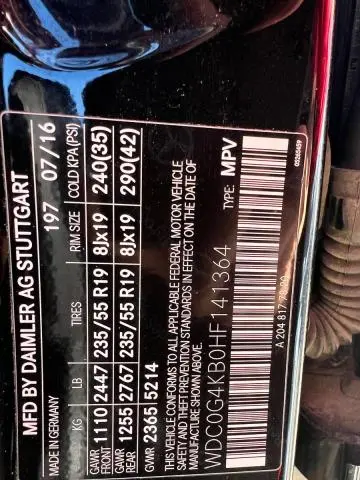 MFD BY DAIMLER AG STUTTGART
MADE IN GERMANY 197 07/16
KG LB TIRES RIM SIZE COLD KPA(PSI)
GAWR FRONT 1110 2447 235/55 R19 8Jx19 240(35)
GAWR REAR 1255 2767 235/55 R19 8Jx19 290(42)
GVWR 2365 5214
THIS VEHICLE CONFORMS TO ALL APPLICABLE FEDERAL MOTOR VEHICLE
SAFETY AND THEFT PREVENTION STANDARDS IN EFFECT ON THE DATE OF
MANUFACTURE SHOWN ABOVE.
WDC0G4KB0HF141364 TYPE: MPV
A 204 817